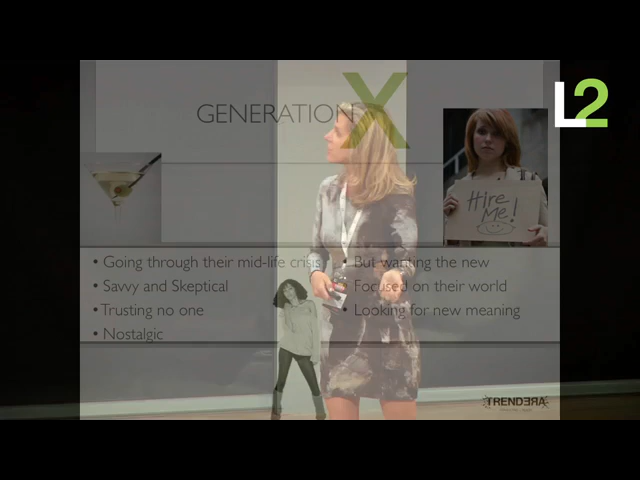 L2
GENERATION X
Hire
Me!
• Going through their mid-life crisis
• Savvy and Skeptical
• Trusting no one
• Nostalgic
• But wanting the new
• Focused on their world
• Looking for new meaning
TRENDERA